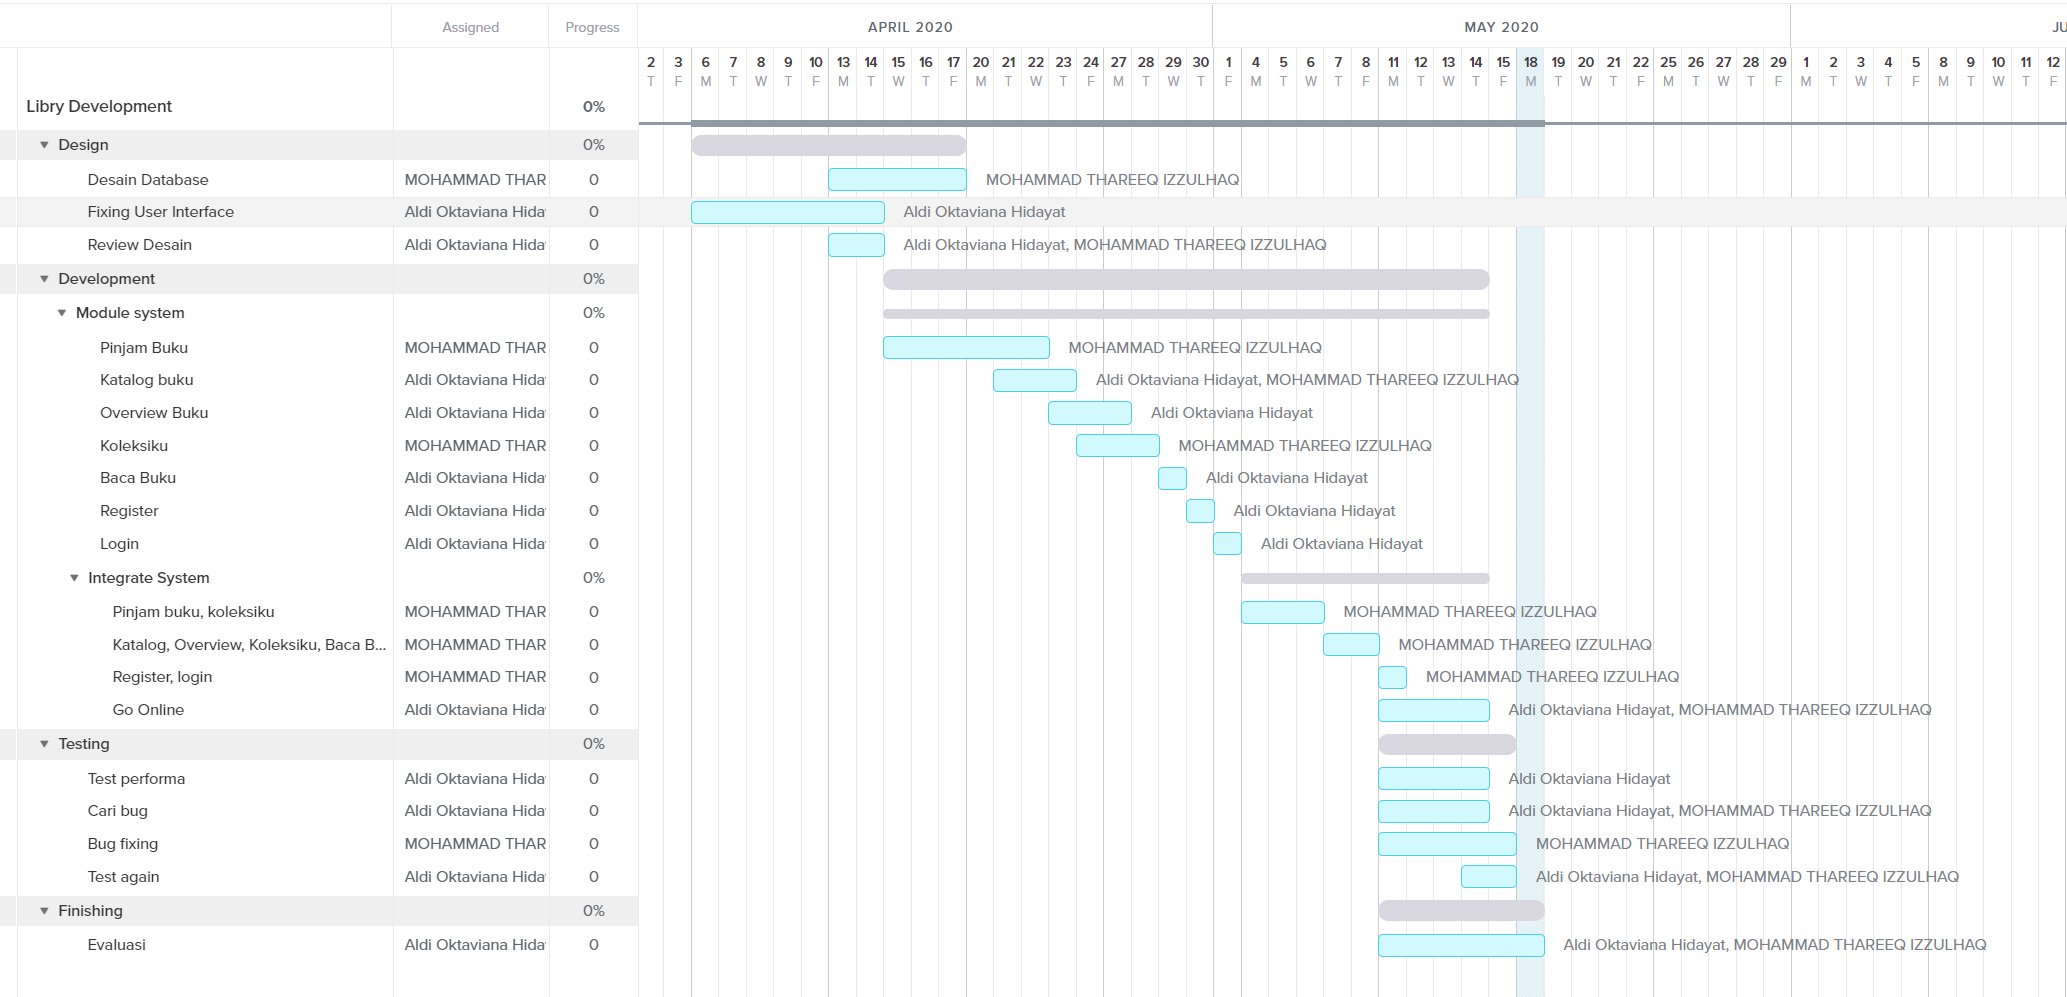 Assigned Progress APRIL 2020 MAY 2020 JU
2 3 6 7 8 9 10 13 14 15 16 17 20 21 22 23 24 27 28 29 30 1 4 5 6 7 8 11 12 13 14 15 18 19 20 21 22 25 26 27 28 29 1 2 3 4 5 8 9 10 11 12
T F M T W T F M T W T F M T W T F M T W T F M T W T F M T W T F M T W T F M T W T F M T W T F M T W T F
Libry Development 0%
Design 0%
Desain Database MOHAMMAD THAR 0 MOHAMMAD THAREEQ IZZULHAQ
Fixing User Interface Aldi Oktaviana Hida 0 Aldi Oktaviana Hidayat
Review Desain Aldi Oktaviana Hida 0 Aldi Oktaviana Hidayat, MOHAMMAD THAREEQ IZZULHAQ
Development 0%
Module system 0%
Pinjam Buku MOHAMMAD THAR 0 MOHAMMAD THAREEQ IZZULHAQ
Katalog buku Aldi Oktaviana Hida 0 Aldi Oktaviana Hidayat, MOHAMMAD THAREEQ IZZULHAQ
Overview Buku Aldi Oktaviana Hida 0 Aldi Oktaviana Hidayat
Koleksiku MOHAMMAD THAR 0 MOHAMMAD THAREEQ IZZULHAQ
Baca Buku Aldi Oktaviana Hida 0 Aldi Oktaviana Hidayat
Register Aldi Oktaviana Hida 0 Aldi Oktaviana Hidayat
Login Aldi Oktaviana Hida 0 Aldi Oktaviana Hidayat
Integrate System 0%
Pinjam buku, koleksiku MOHAMMAD THAR 0 MOHAMMAD THAREEQ IZZULHAQ
Katalog, Overview, Koleksiku, Baca B... MOHAMMAD THAR 0 MOHAMMAD THAREEQ IZZULHAQ
Register, login MOHAMMAD THAR 0 MOHAMMAD THAREEQ IZZULHAQ
Go Online Aldi Oktaviana Hida 0 Aldi Oktaviana Hidayat, MOHAMMAD THAREEQ IZZULHAQ
Testing 0%
Test performa Aldi Oktaviana Hida 0 Aldi Oktaviana Hidayat
Cari bug Aldi Oktaviana Hida 0 Aldi Oktaviana Hidayat, MOHAMMAD THAREEQ IZZULHAQ
Bug fixing MOHAMMAD THAR 0 MOHAMMAD THAREEQ IZZULHAQ
Test again Aldi Oktaviana Hida 0 Aldi Oktaviana Hidayat, MOHAMMAD THAREEQ IZZULHAQ
Finishing 0%
Evaluasi Aldi Oktaviana Hida 0 Aldi Oktaviana Hidayat, MOHAMMAD THAREEQ IZZULHAQ